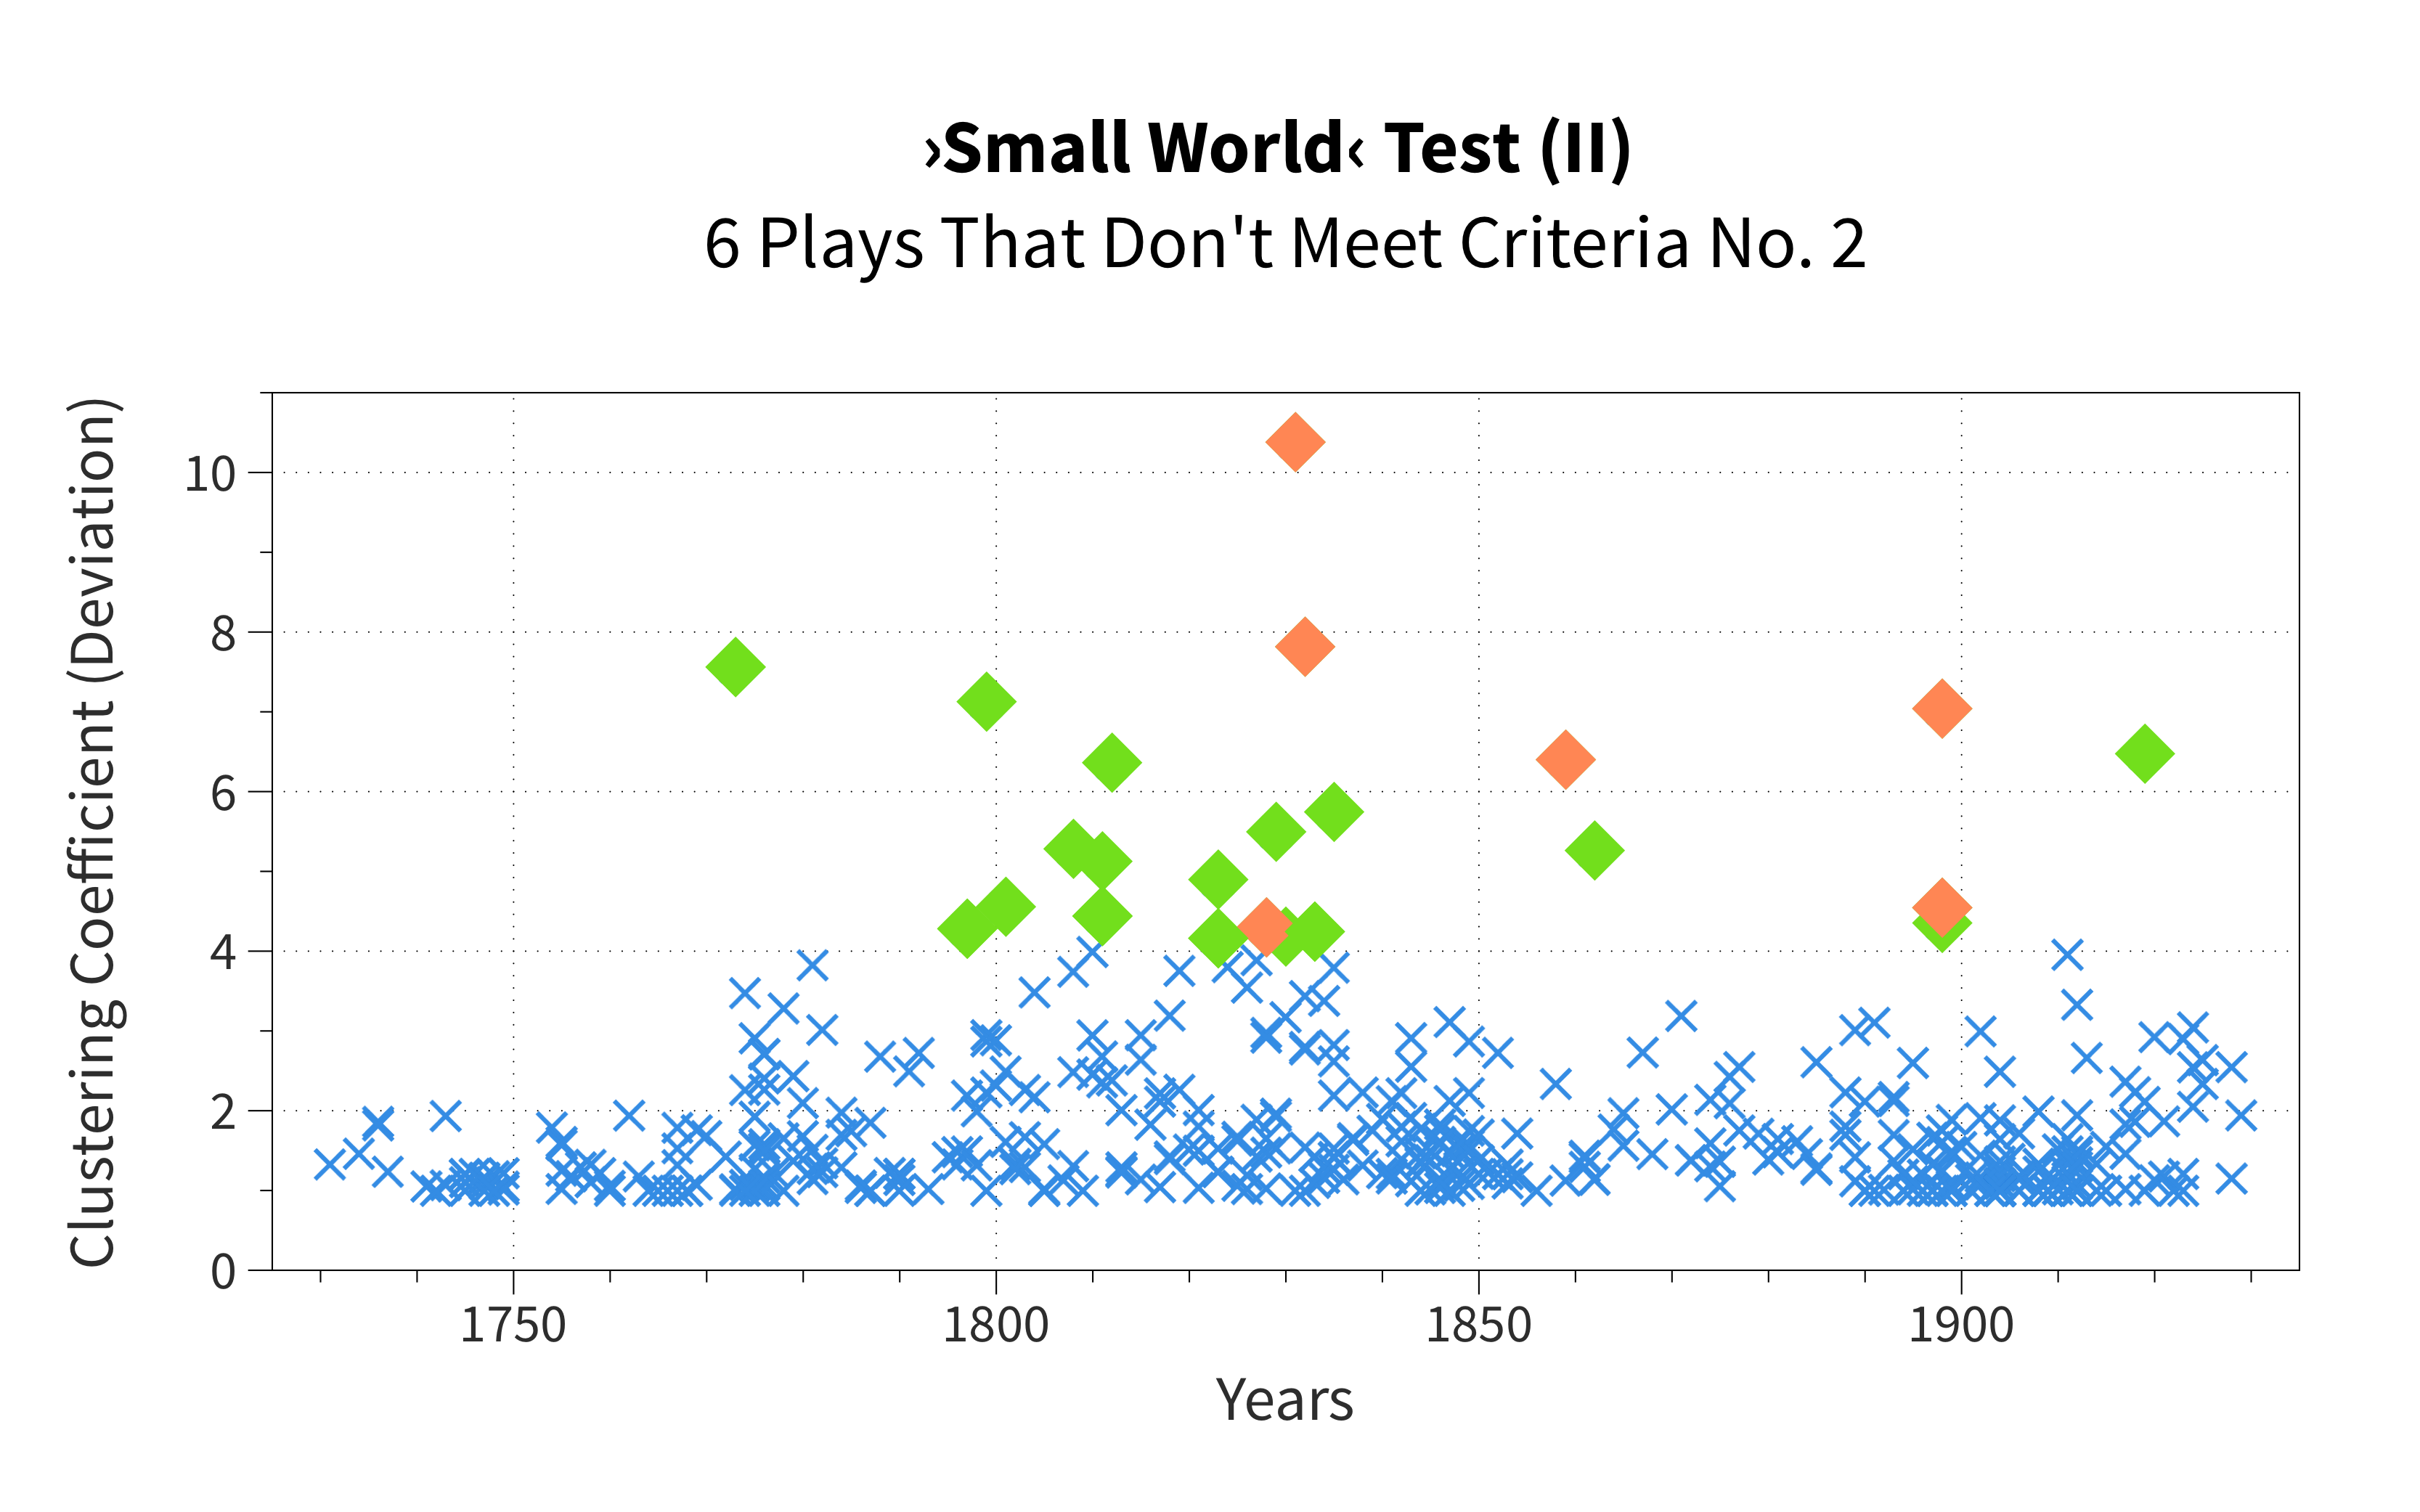 ›Small World‹ Test (II)
6 Plays That Don't Meet Criteria No. 2
Clustering Coefficient (Deviation)
10
8
6
4
2
0
1750 1800 1850 1900
Years